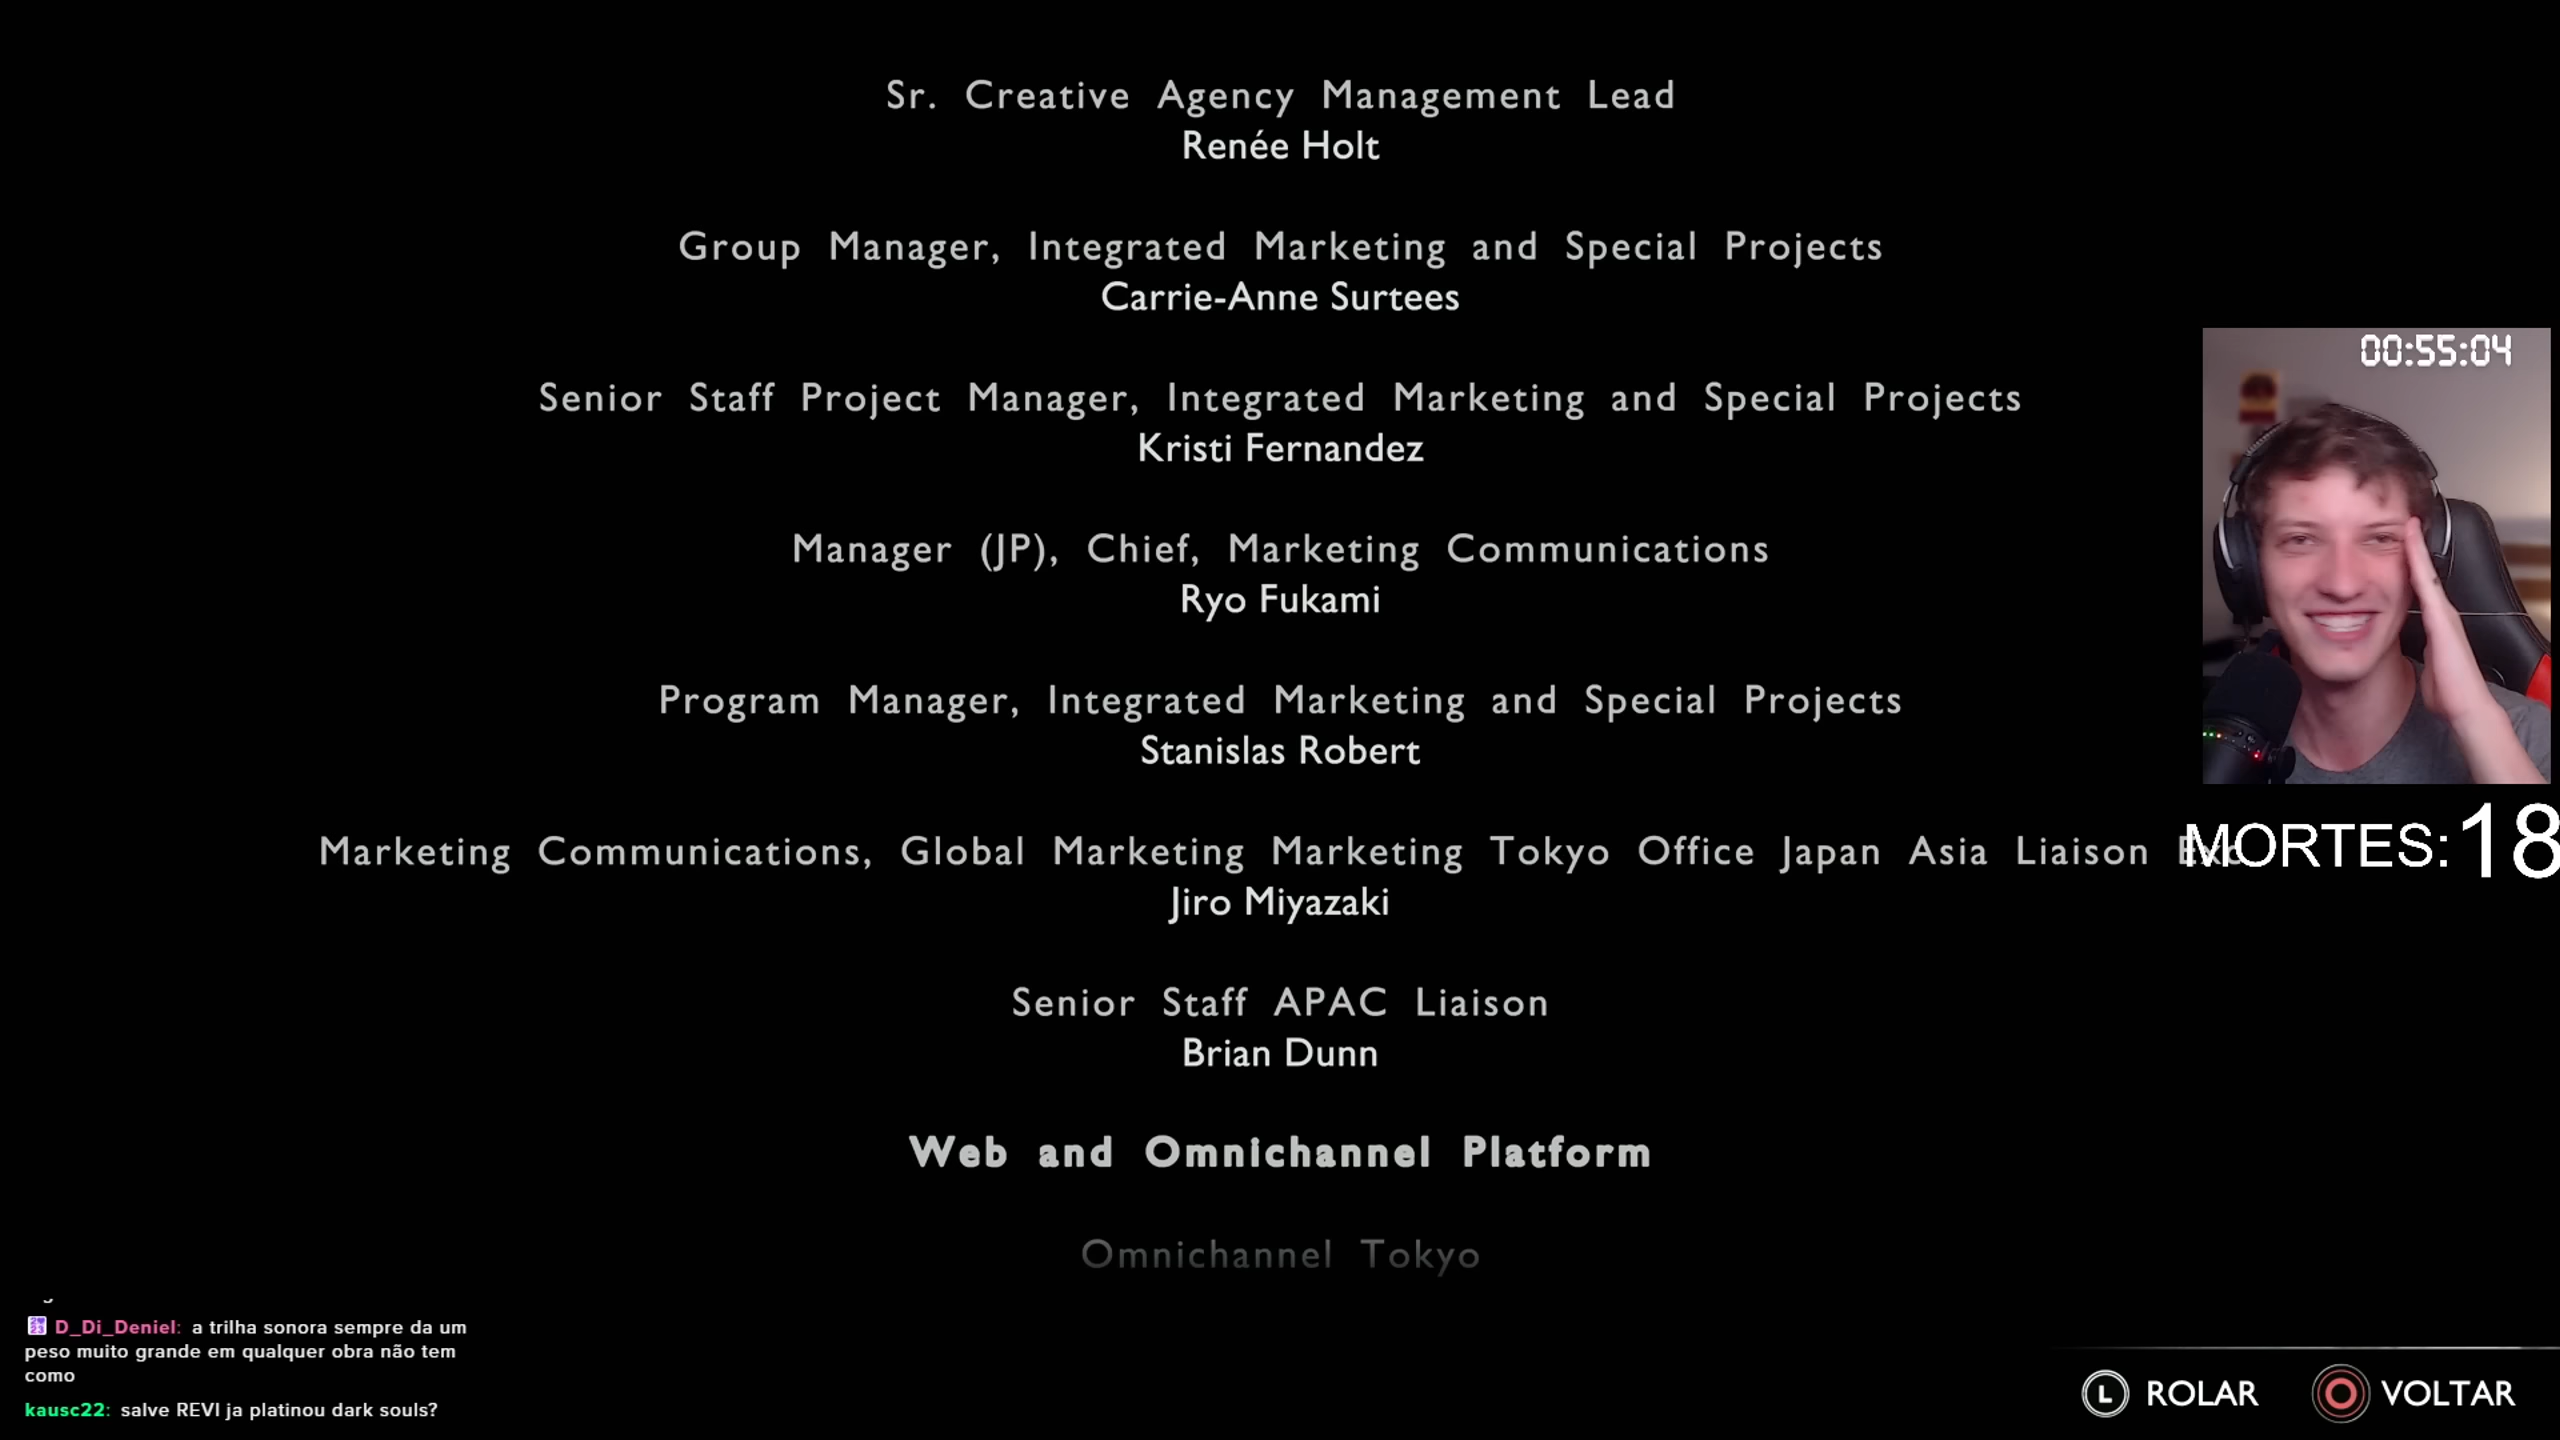 Sr. Creative Agency Management Lead
Renée Holt
Group Manager, Integrated Marketing and Special Projects
Carrie-Anne Surtees
00:55:04
Senior Staff Project Manager, Integrated Marketing and Special Projects
Kristi Fernandez
Manager (JP), Chief, Marketing Communications
Ryo Fukami
Program Manager, Integrated Marketing and Special Projects
Stanislas Robert
Marketing Communications, Global Marketing Marketing Tokyo Office Japan Asia Liaison
MORTES:18
Jiro Miyazaki
Senior Staff APAC Liaison
Brian Dunn
Web and Omnichannel Platform
Omnichannel Tokyo
D_Di_Deniel: a trilha sonora sempre da um
peso muito grande em qualquer obra não tem
como
kausc22: salve REVI ja platinou dark souls?
L ROLAR VOLTAR